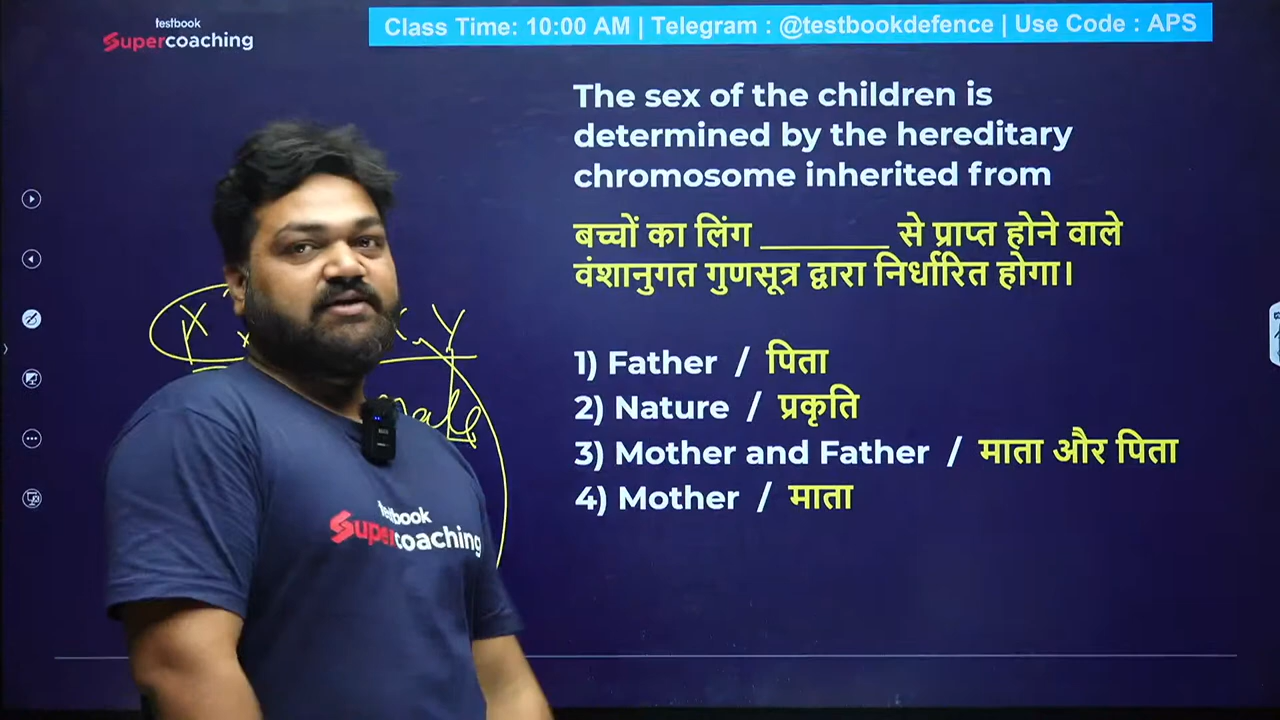 testbook
Supercoaching
Class Time: 10:00 AM | Telegram : @testbookdefence | Use Code : APS
The sex of the children is
determined by the hereditary
chromosome inherited from
बच्चों का लिंग ________ से प्राप्त होने वाले
वंशानुगत गुणसूत्र द्वारा निर्धारित होगा।
1) Father / पिता
2) Nature / प्रकृति
3) Mother and Father / माता और पिता
4) Mother / माता
X
Y
male
testbook
Supercoaching